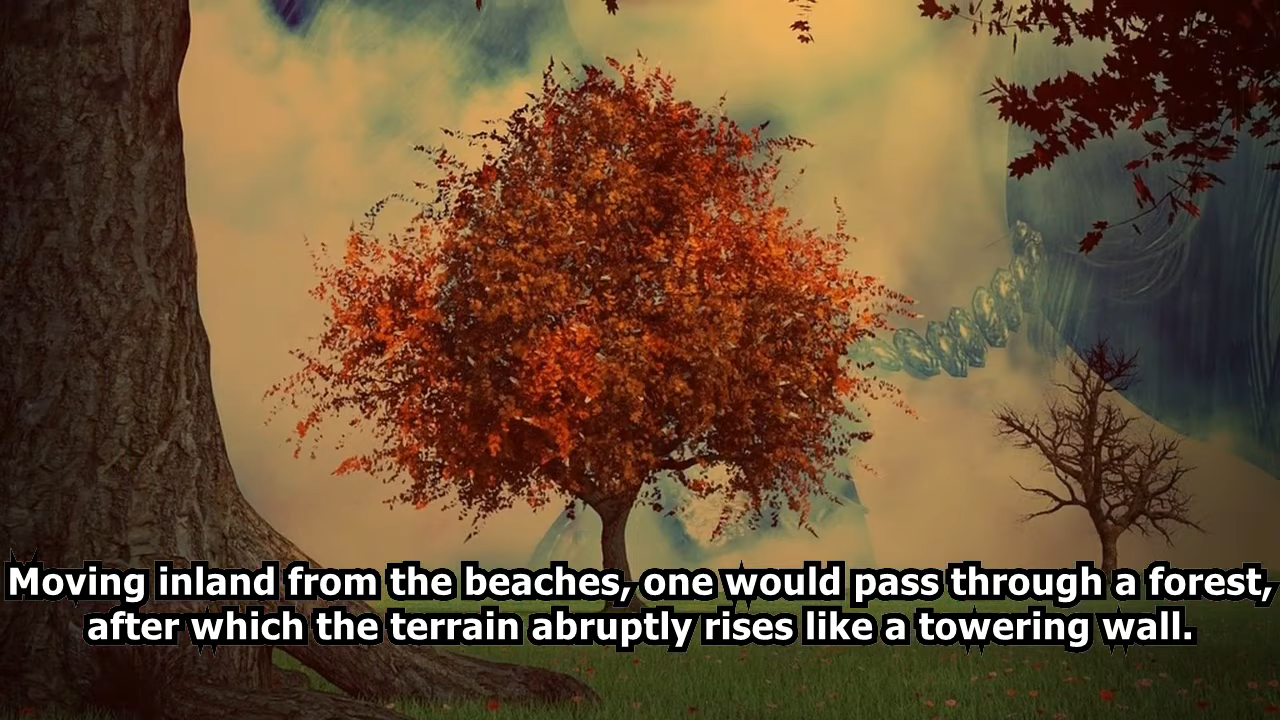 Moving inland from the beaches, one would pass through a forest,
after which the terrain abruptly rises like a towering wall.